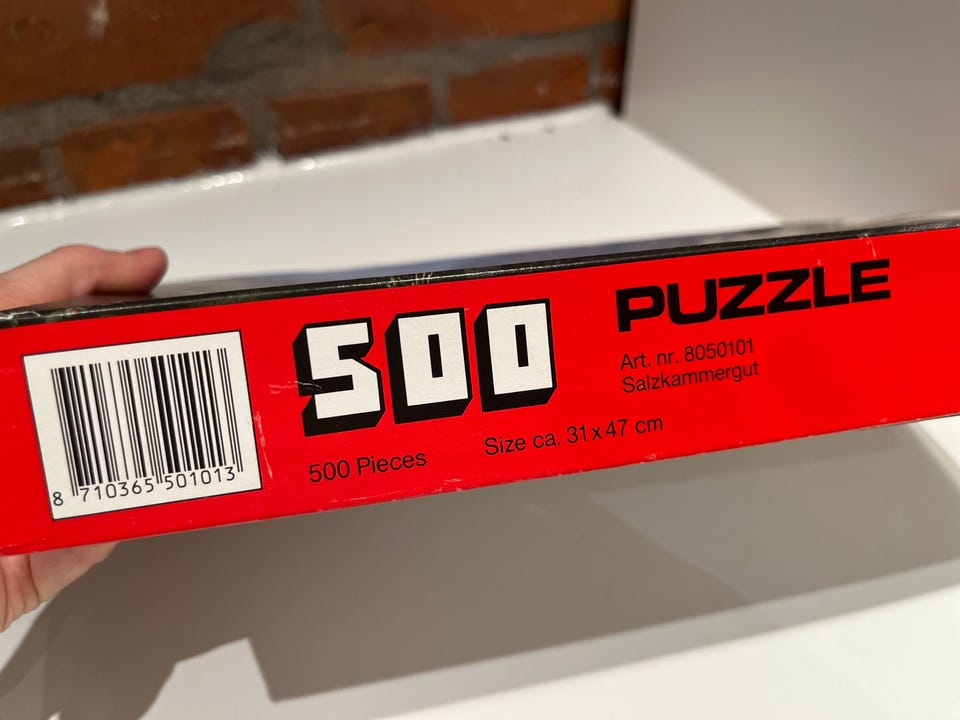 500
PUZZLE
Art. nr. 8050101
Salzkammergut
500 Pieces
Size ca. 31 x 47 cm
8 710365 501013